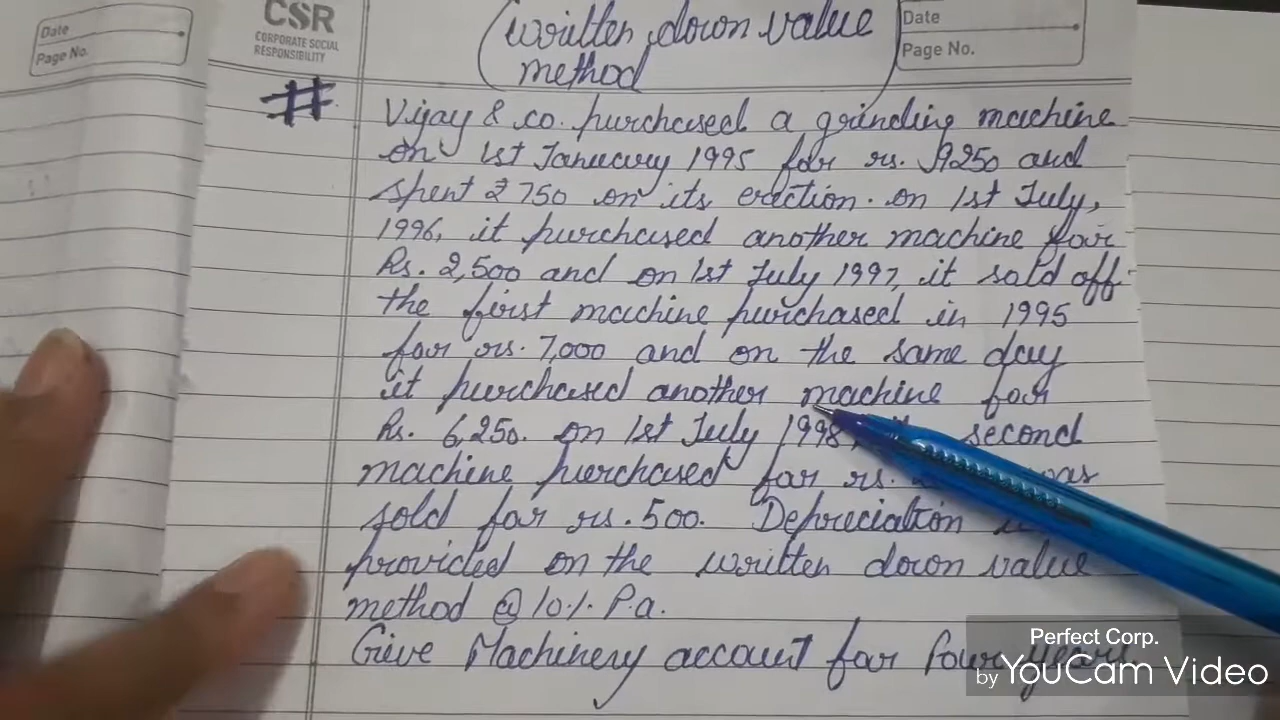 Date
Page No.
CSR
CORPORATE SOCIAL
RESPONSIBILITY
Date
Page No.
(written down value
method)
# Vijay & co. purchased a grinding machine
on 1st January 1995 for rs. 9250 and
spent ₹ 750 on its erection. on 1st July,
1996, it purchased another machine for
Rs. 2,500 and on 1st July 1997, it sold off
the first machine purchased in 1995
for rs. 7,000 and on the same day
it purchased another machine for
Rs. 6,250. on 1st July 1998, second
machine purchased for rs. was
sold for rs. 500. Depreciation
provided on the written down value
method @ 10% P.a.
Give Machinery account for four years
Perfect Corp.
by YouCam Video